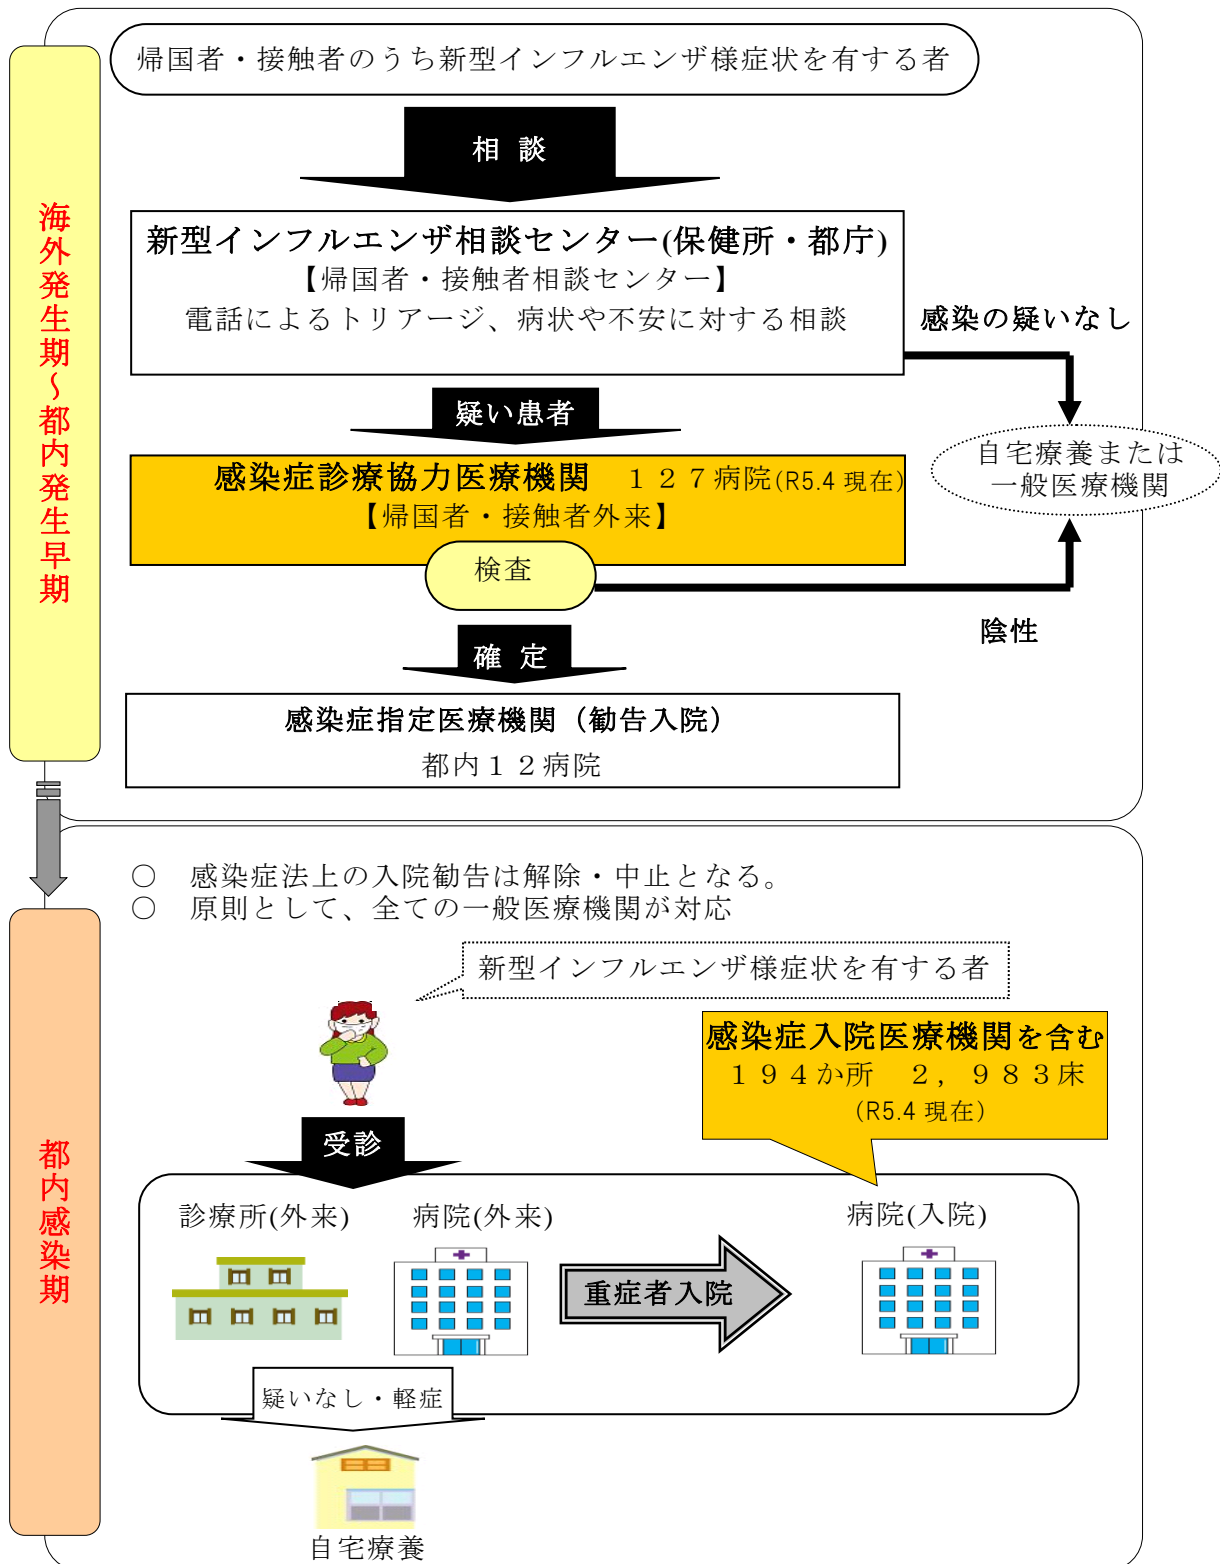 帰国者・接触者のうち新型インフルエンザ様症状を有する者
相 談
海外発生期~都内発生早期
新型インフルエンザ相談センター(保健所・都庁)
【帰国者・接触者相談センター】
電話によるトリアージ、病状や不安に対する相談
感染の疑いなし
疑い患者
自宅療養または
一般医療機関
感染症診療協力医療機関 127病院(R5.4 現在)
【帰国者・接触者外来】
検査
陰性
確 定
感染症指定医療機関(勧告入院)
都内12病院
○ 感染症法上の入院勧告は解除・中止となる。
○ 原則として、全ての一般医療機関が対応
都内感染期
新型インフルエンザ様症状を有する者
感染症入院医療機関を含む
194か所 2,983床
(R5.4 現在)
受診
診療所(外来)
病院(外来)
病院(入院)
重症者入院
疑いなし・軽症
自宅療養